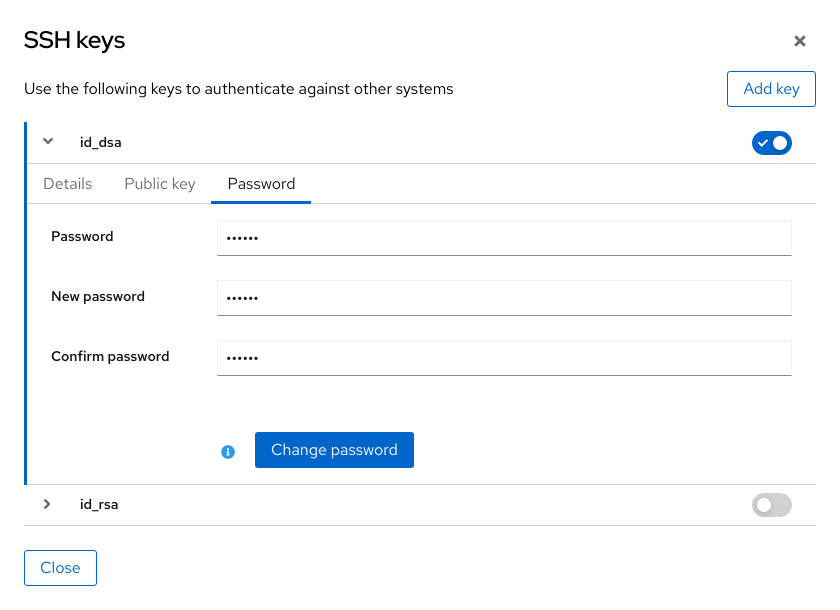 SSH keys
Use the following keys to authenticate against other systems
Add key
id_dsa
Details Public key Password
Password ••••••
New password ••••••
Confirm password ••••••
Change password
id_rsa
Close